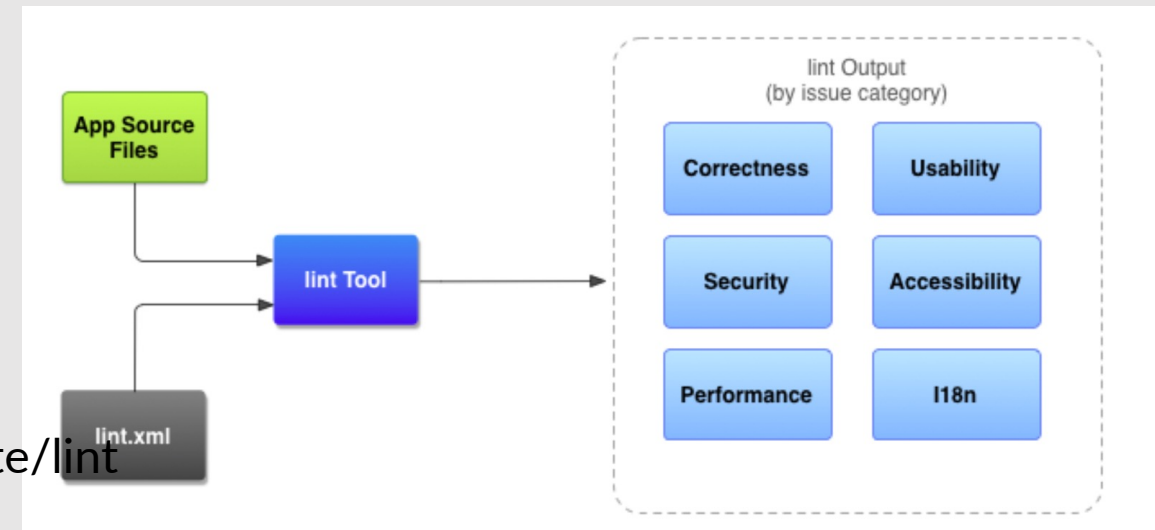 lint Output
(by issue category)
App Source
Files
Correctness
Usability
lint Tool
Security
Accessibility
Performance
I18n
lint.xml
te/lint